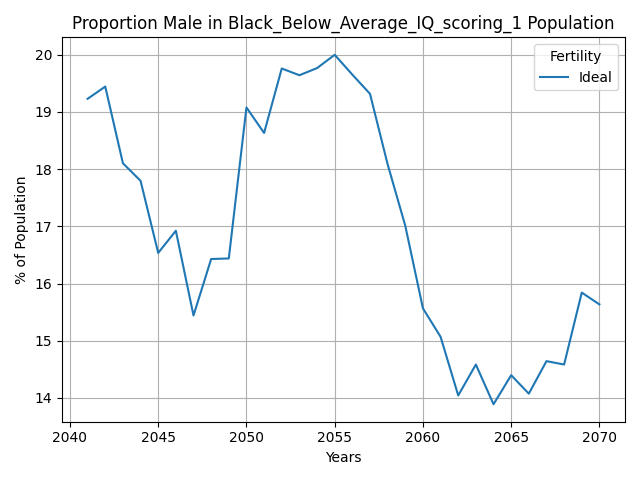 Proportion Male in Black_Below_Average_IQ_scoring_1 Population
Fertility
Ideal
% of Population
20
19
18
17
16
15
14
2040 2045 2050 2055 2060 2065 2070
Years